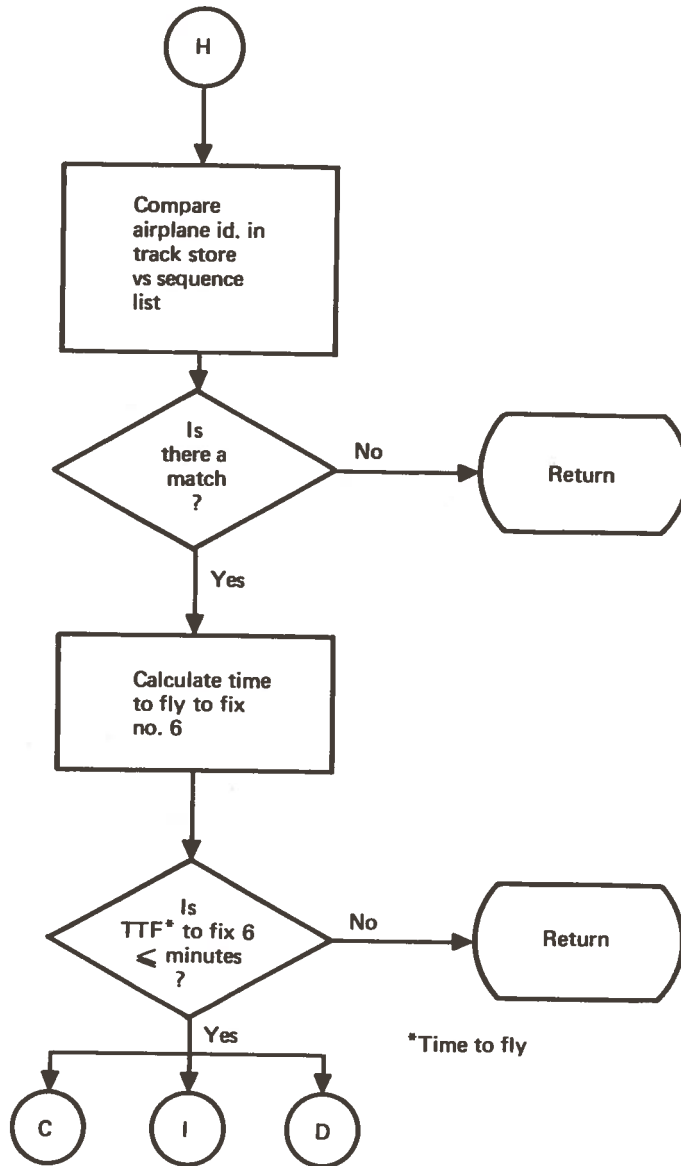 H
Compare
airplane id. in
track store
vs sequence
list
Is
there a
match
?
No
Return
Yes
Calculate time
to fly to fix
no. 6
Is
TTF* to fix 6
⩽ minutes
?
No
Return
Yes
*Time to fly
C
I
D